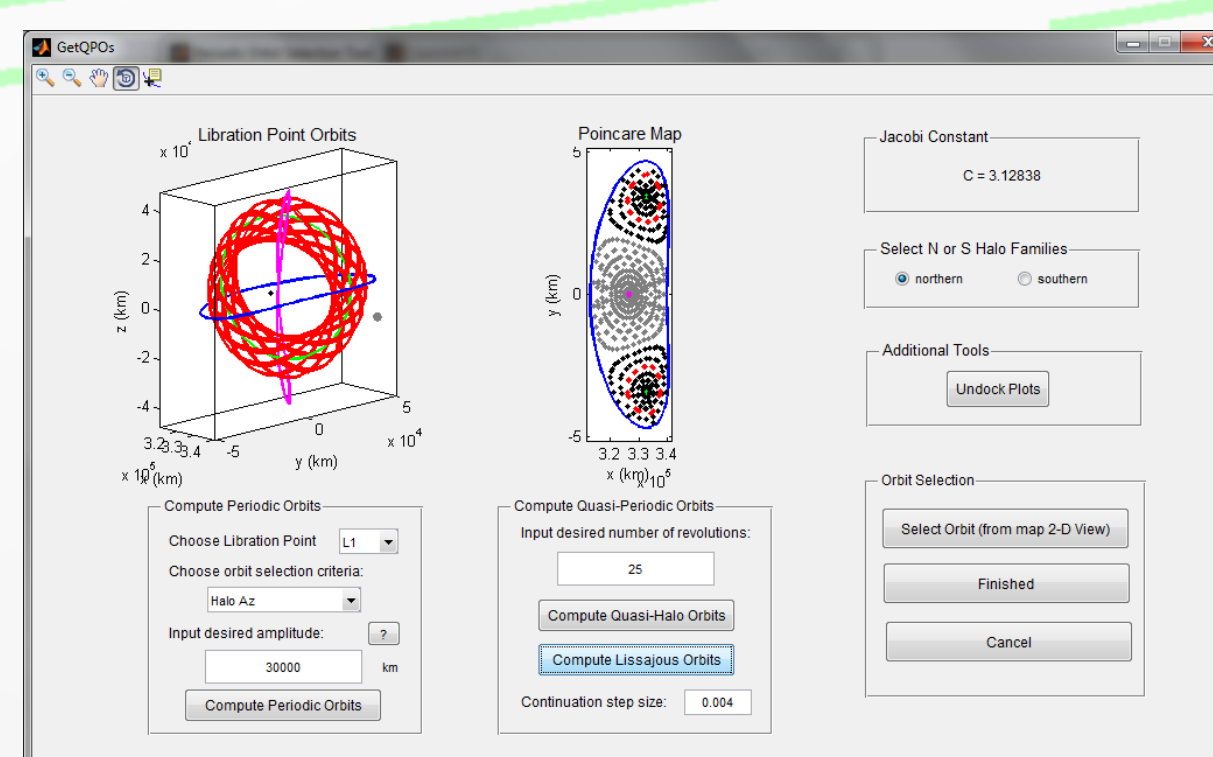 GetQPOs
Libration Point Orbits
x 10
4
2
0
-2
-4
z (km)
3.2
3.3
3.4
x 10^5
x (km)
-5
0
5
x 10^4
y (km)
Poincare Map
5
0
-5
y (km)
3.2 3.3 3.4
x (km)
x 10^5
Jacobi Constant
C = 3.12838
Select N or S Halo Families
northern
southern
Additional Tools
Undock Plots
Compute Periodic Orbits
Choose Libration Point
L1
Choose orbit selection criteria:
Halo Az
Input desired amplitude:
?
30000
km
Compute Periodic Orbits
Compute Quasi-Periodic Orbits
Input desired number of revolutions:
25
Compute Quasi-Halo Orbits
Compute Lissajous Orbits
Continuation step size:
0.004
Orbit Selection
Select Orbit (from map 2-D View)
Finished
Cancel